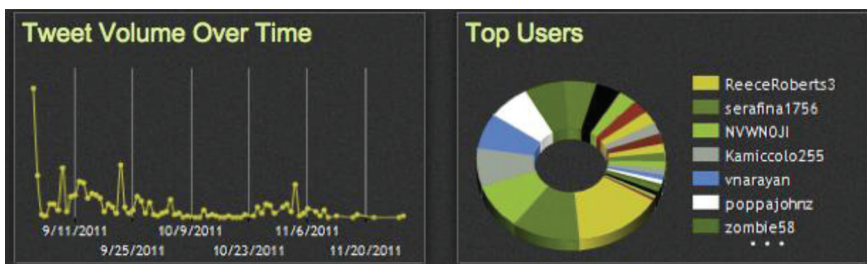 Tweet Volume Over Time
9/11/2011
9/25/2011
10/9/2011
10/23/2011
11/6/2011
11/20/2011
Top Users
ReeceRoberts3
serafina1756
NVWN0JI
Kamiccolo255
vnarayan
poppajohnz
zombie58
...